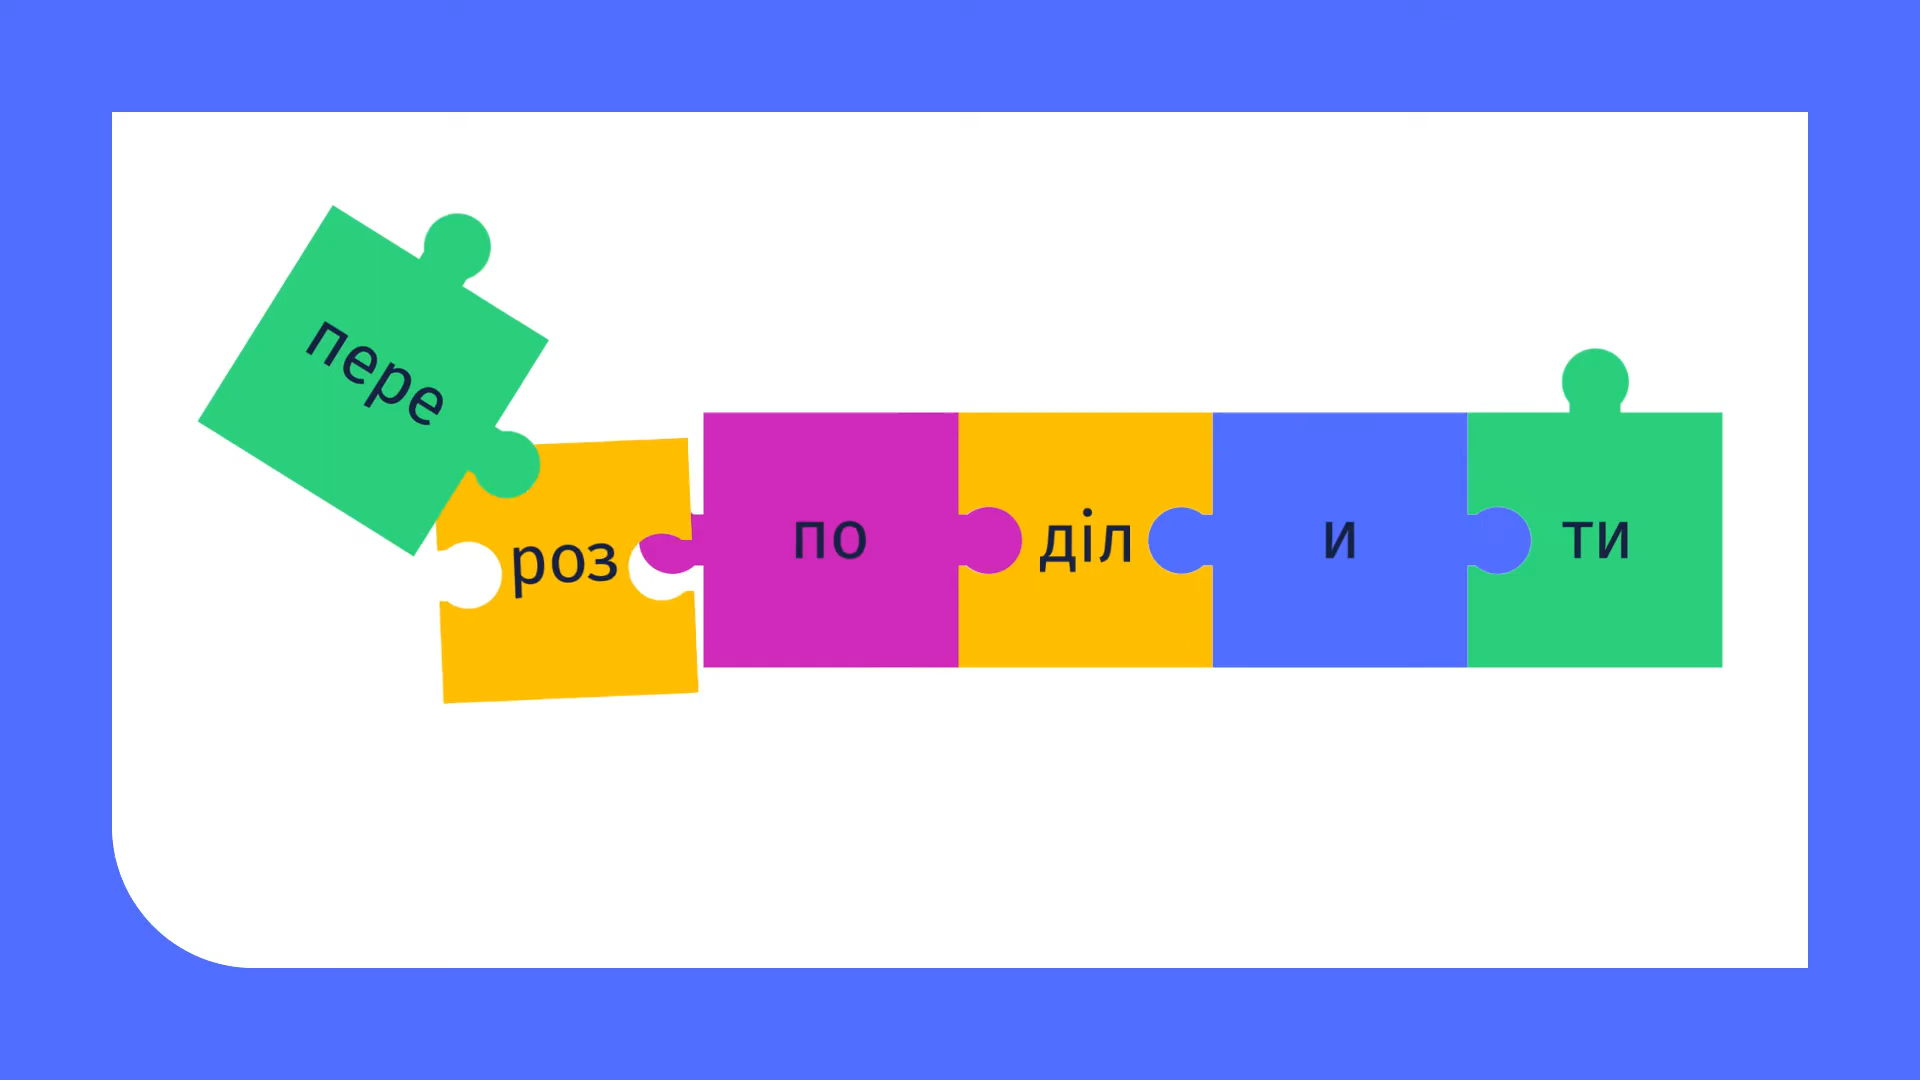 пере
роз по діл и ти